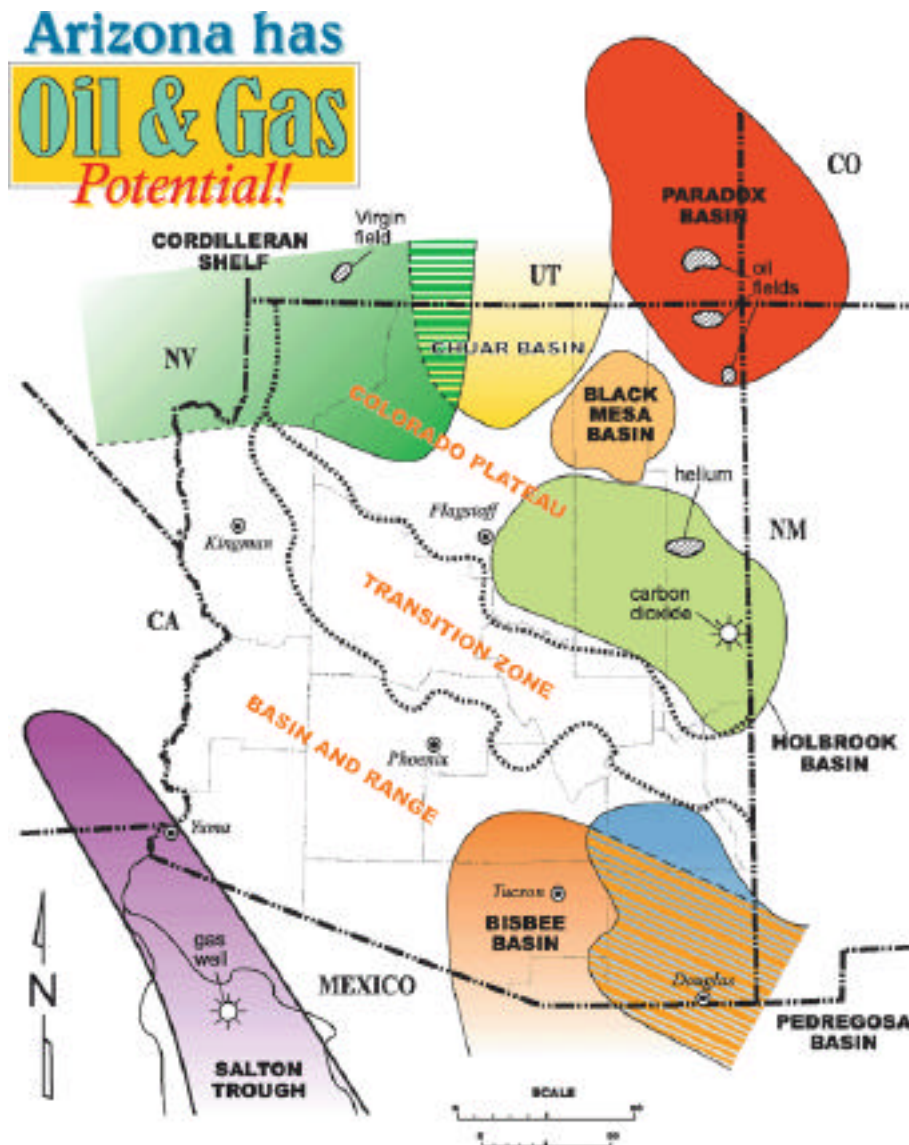 Arizona has
Oil & Gas
Potential!
CO
PARADOX
BASIN
Virgin
field
CORDILLERAN
SHELF
UT
oil
fields
NV
CHUAR BASIN
BLACK
MESA
BASIN
COLORADO PLATEAU
helium
Flagstaff
Kingman
NM
carbon
dioxide
CA
TRANSITION ZONE
BASIN AND RANGE
Phoenix
HOLBROOK
BASIN
Yuma
Tucson
BISBEE
BASIN
gas
well
N
MEXICO
Douglas
PEDREGOSA
BASIN
SALTON
TROUGH
SCALE